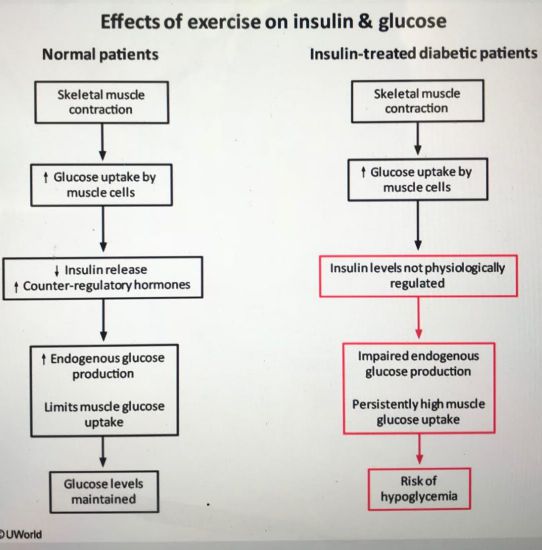 Effects of exercise on insulin & glucose
Normal patients
Skeletal muscle
contraction
↑ Glucose uptake by
muscle cells
↓ Insulin release
↑ Counter-regulatory hormones
↑ Endogenous glucose
production
Limits muscle glucose
uptake
Glucose levels
maintained
Insulin-treated diabetic patients
Skeletal muscle
contraction
↑ Glucose uptake by
muscle cells
Insulin levels not physiologically
regulated
Impaired endogenous
glucose production
Persistently high muscle
glucose uptake
Risk of
hypoglycemia
©UWorld